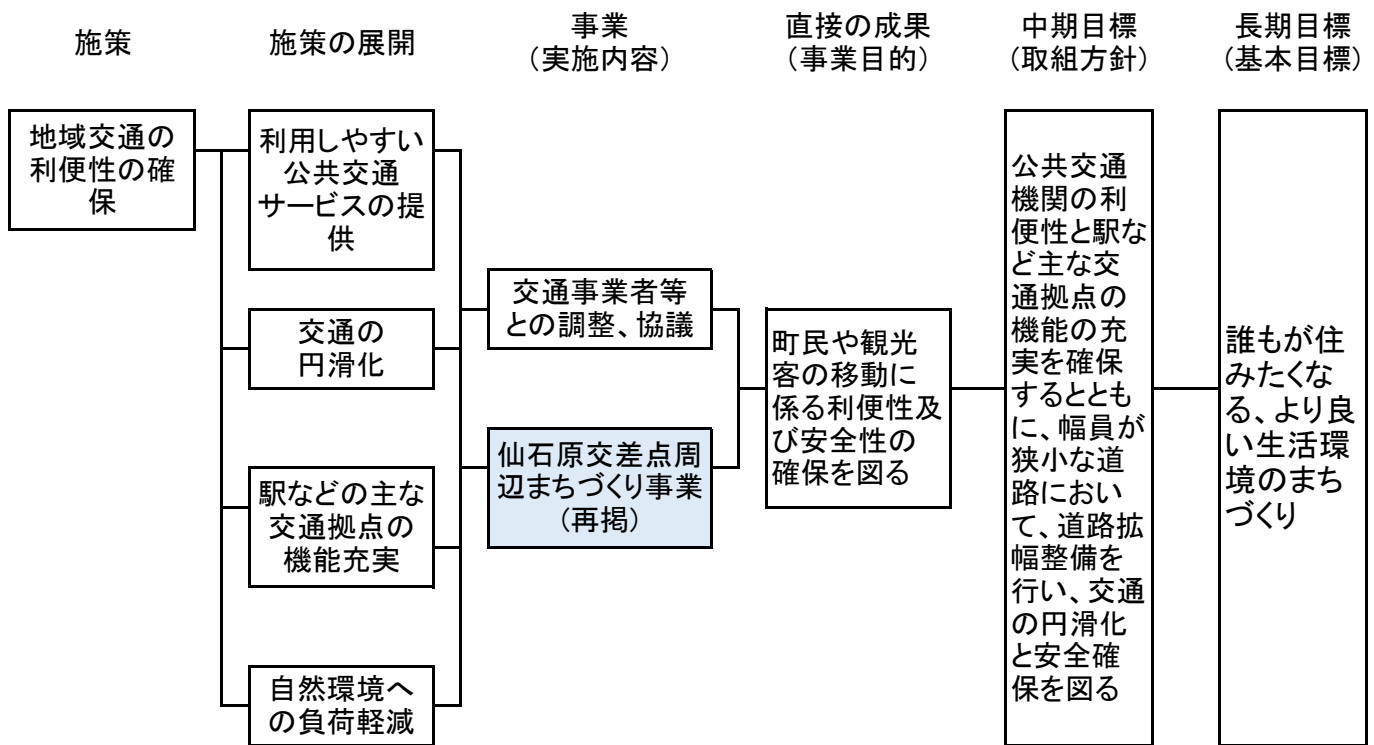 施策
施策の展開
事業
（実施内容）
直接の成果
（事業目的）
中期目標
（取組方針）
長期目標
（基本目標）
地域交通の
利便性の確
保
利用しやすい
公共交通
サービスの提
供
交通の
円滑化
駅などの主な
交通拠点の
機能充実
自然環境へ
の負荷軽減
交通事業者等
との調整、協議
仙石原交差点周
辺まちづくり事業
（再掲）
町民や観光
客の移動に
係る利便性及
び安全性の
確保を図る
公共交通
機関の利
便性と駅な
ど主な交
通拠点の
機能の充
実を確保
するととも
に、幅員が
狭小な道
路におい
て、道路拡
幅整備を
行い、交通
の円滑化
と安全確
保を図る
誰もが住
みたくな
る、より良
い生活環
境のまち
づくり